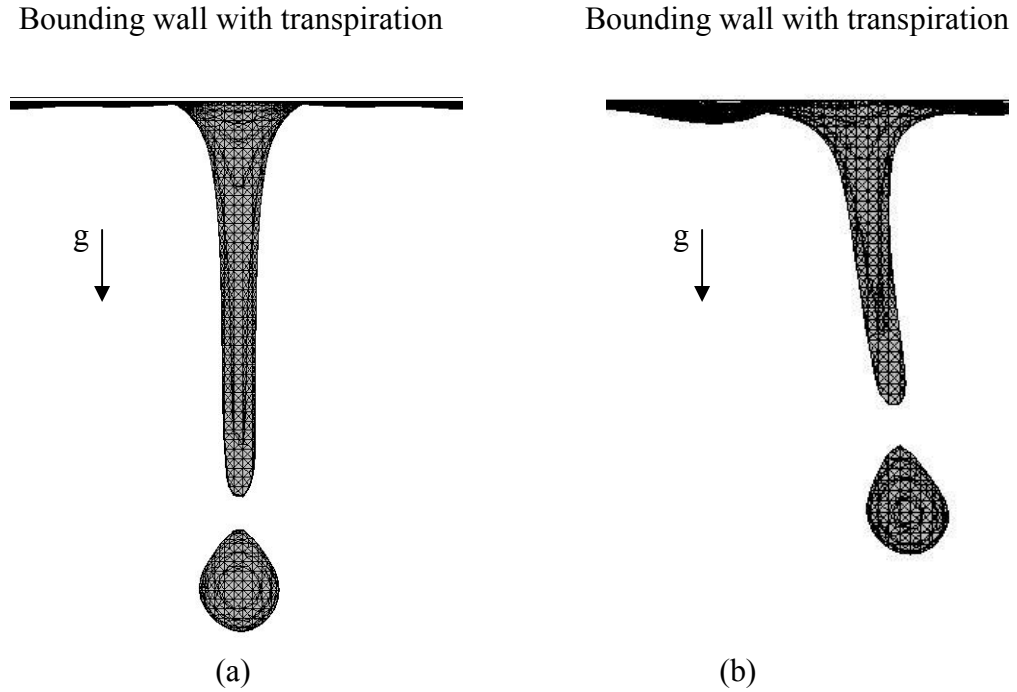 Bounding wall with transpiration
Bounding wall with transpiration
g
g
(a)
(b)